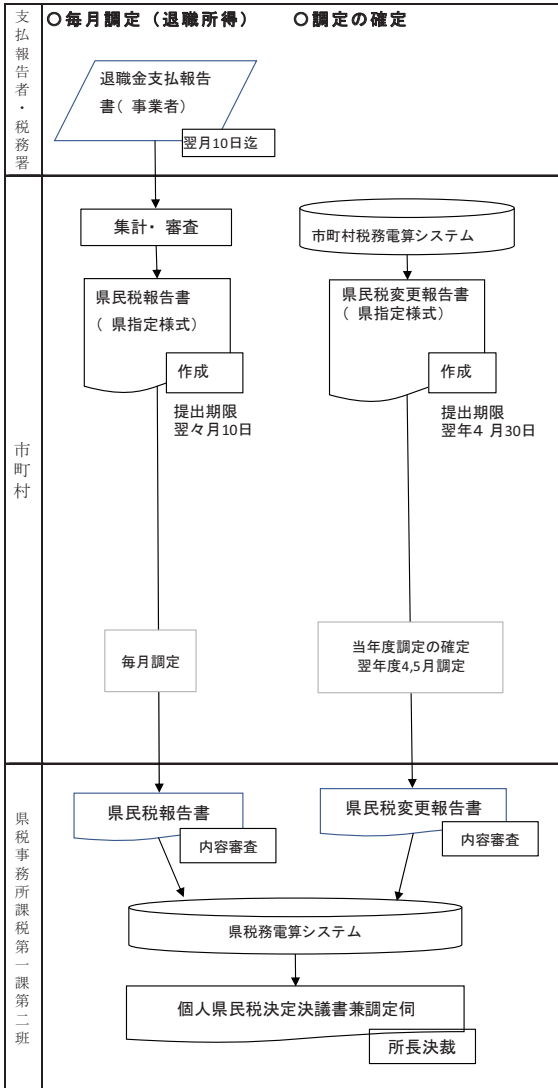 支払報告者・税務署
○毎月調定（退職所得）
○調定の確定
退職金支払報告
書( 事業者)
翌月10日迄
市町村
集計・ 審査
市町村税務電算システム
県民税報告書
( 県指定様式)
作成
提出期限
翌々月10日
県民税変更報告書
( 県指定様式)
作成
提出期限
翌年4 月30日
毎月調定
当年度調定の確定
翌年度4,5月調定
県税事務所課税第一課第二班
県民税報告書
内容審査
県民税変更報告書
内容審査
県税務電算システム
個人県民税決定決議書兼調定伺
所長決裁